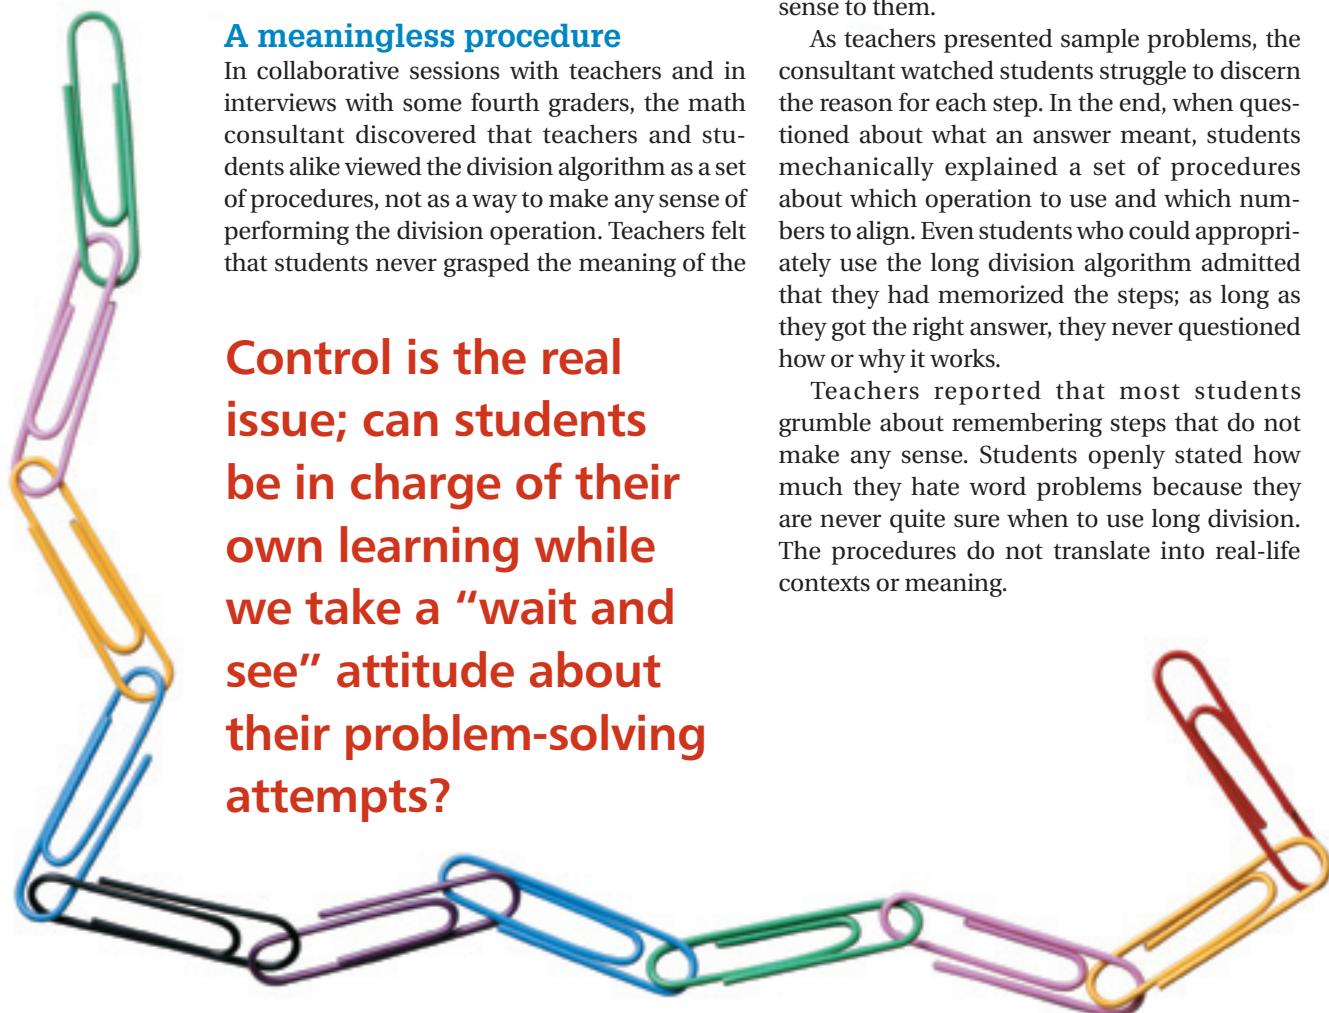 A meaningless procedure
In collaborative sessions with teachers and in
interviews with some fourth graders, the math
consultant discovered that teachers and stu-
dents alike viewed the division algorithm as a set
of procedures, not as a way to make any sense of
performing the division operation. Teachers felt
that students never grasped the meaning of the
Control is the real
issue; can students
be in charge of their
own learning while
we take a “wait and
see” attitude about
their problem-solving
attempts?
sense to them.
As teachers presented sample problems, the
consultant watched students struggle to discern
the reason for each step. In the end, when ques-
tioned about what an answer meant, students
mechanically explained a set of procedures
about which operation to use and which num-
bers to align. Even students who could appropri-
ately use the long division algorithm admitted
that they had memorized the steps; as long as
they got the right answer, they never questioned
how or why it works.
Teachers reported that most students
grumble about remembering steps that do not
make any sense. Students openly stated how
much they hate word problems because they
are never quite sure when to use long division.
The procedures do not translate into real-life
contexts or meaning.